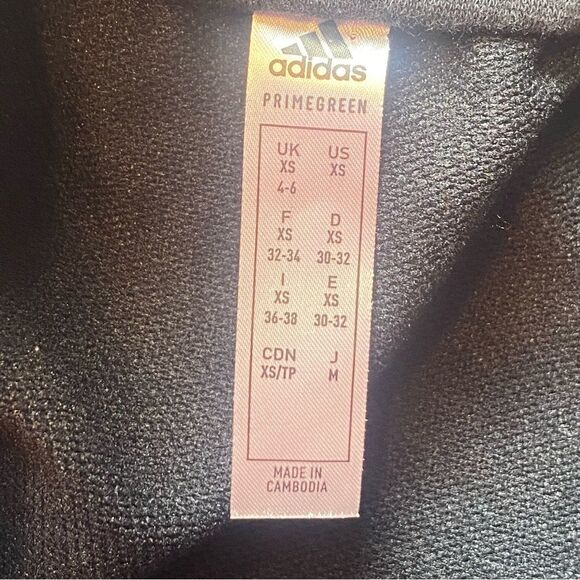 adidas
PRIMEGREEN
UK US
XS XS
4-6
F D
XS XS
32-34 30-32
I E
XS XS
36-38 30-32
CDN J
XS/TP M
MADE IN
CAMBODIA